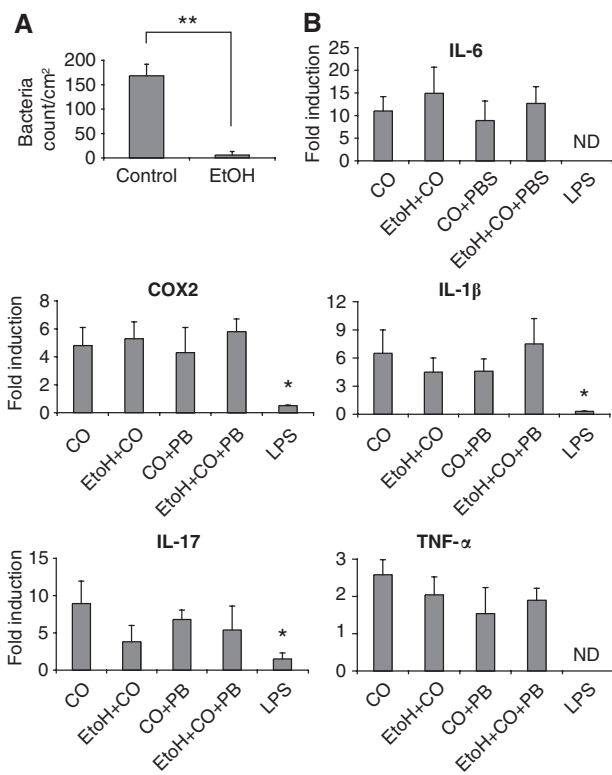 A
**
Bacteria
count/cm²
200
150
100
50
0
Control EtOH
B
IL-6
Fold induction
25
20
15
10
5
0
ND
CO EtoH+CO CO+PBS EtoH+CO+PBS LPS
COX2
Fold induction
8
6
4
2
0
*
CO EtoH+CO CO+PB EtoH+CO+PB LPS
IL-1β
12
9
6
3
0
*
CO EtoH+CO CO+PB EtoH+CO+PB LPS
IL-17
Fold induction
15
10
5
0
*
CO EtoH+CO CO+PB EtoH+CO+PB LPS
TNF-α
3
2
1
0
ND
CO EtoH+CO CO+PB EtoH+CO+PB LPS